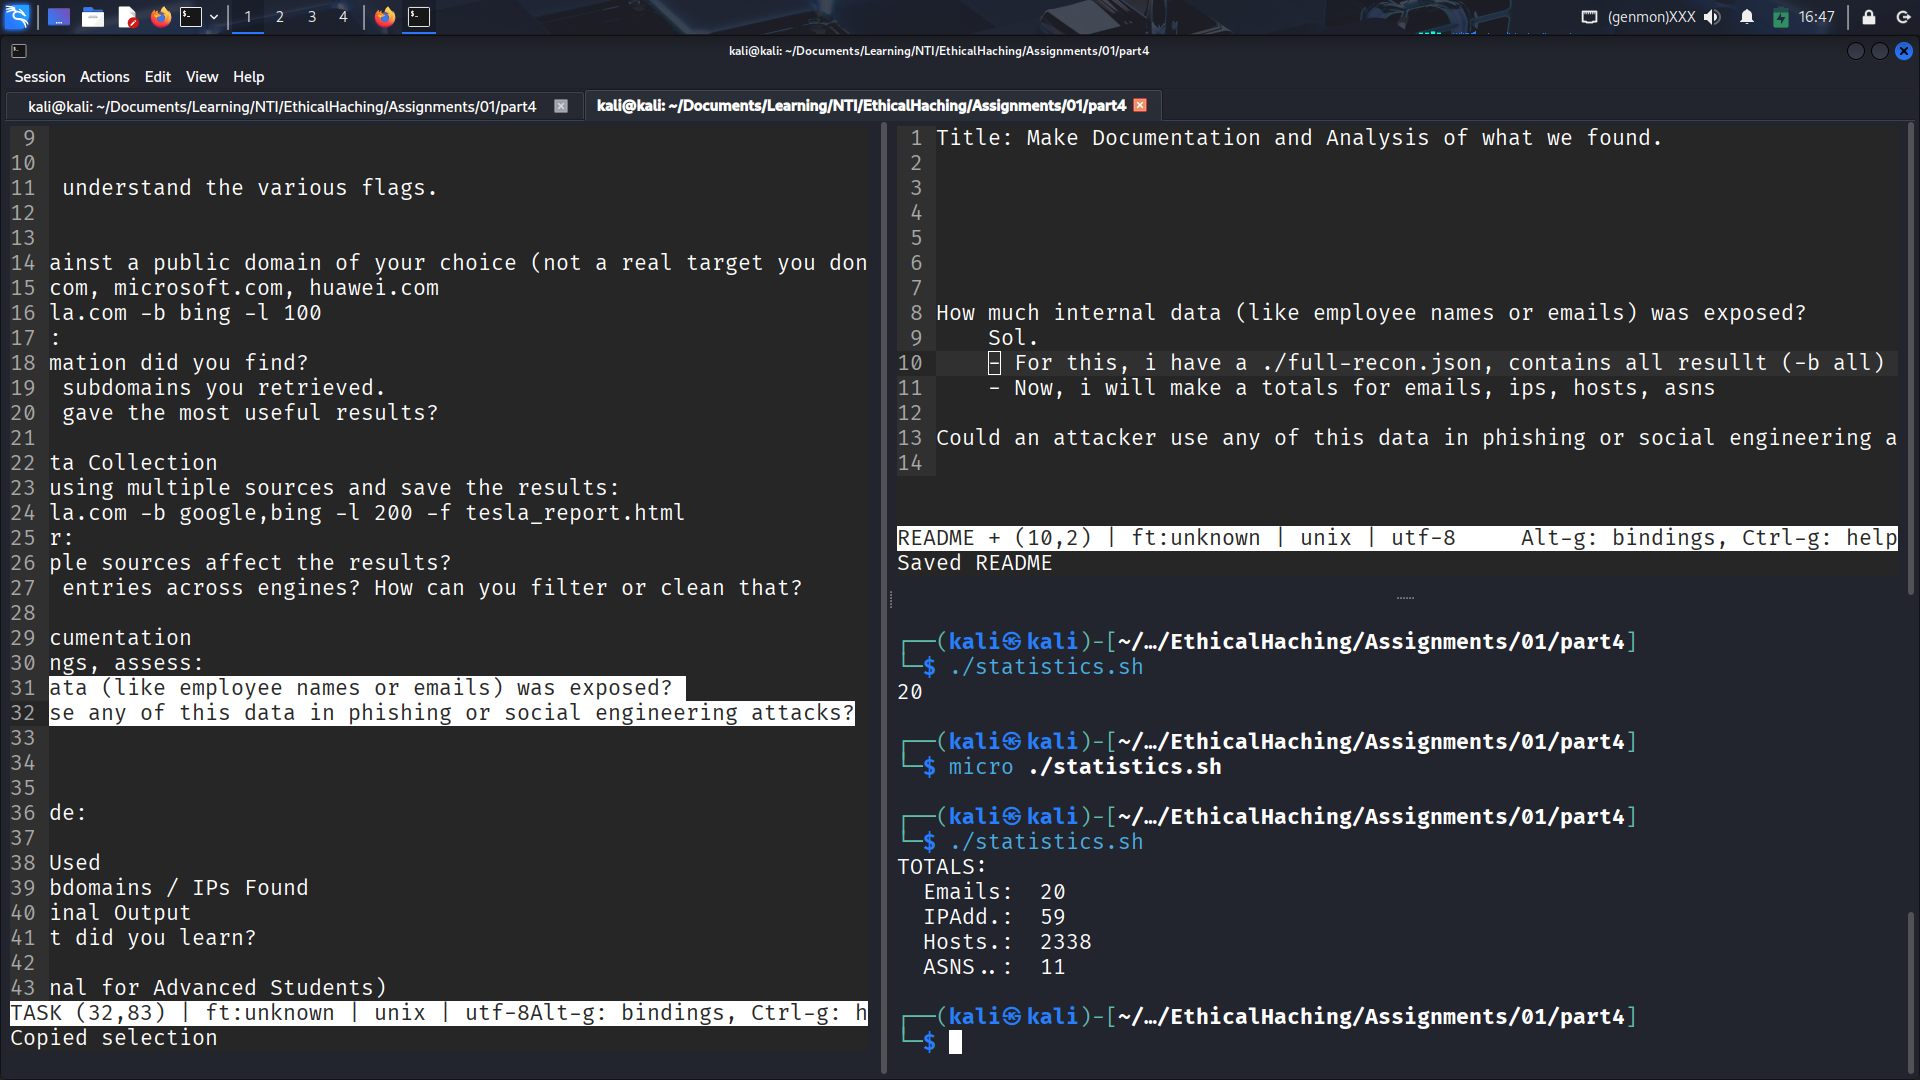 1 2 3 4 (genmon)XXX 16:47
kali@kali: ~/Documents/Learning/NTI/EthicalHaching/Assignments/01/part4
Session Actions Edit View Help
kali@kali: ~/Documents/Learning/NTI/EthicalHaching/Assignments/01/part4
kali@kali: ~/Documents/Learning/NTI/EthicalHaching/Assignments/01/part4
9
10
11 understand the various flags.
12
13
14 ainst a public domain of your choice (not a real target you don
15 com, microsoft.com, huawei.com
16 la.com -b bing -l 100
17 :
18 mation did you find?
19 subdomains you retrieved.
20 gave the most useful results?
21
22 ta Collection
23 using multiple sources and save the results:
24 la.com -b google,bing -l 200 -f tesla_report.html
25 r:
26 ple sources affect the results?
27 entries across engines? How can you filter or clean that?
28
29 cumentation
30 ngs, assess:
31 ata (like employee names or emails) was exposed?
32 se any of this data in phishing or social engineering attacks?
33
34
35
36 de:
37
38 Used
39 bdomains / IPs Found
40 inal Output
41 t did you learn?
42
43 nal for Advanced Students)
TASK (32,83) | ft:unknown | unix | utf-8Alt-g: bindings, Ctrl-g: h
Copied selection
1 Title: Make Documentation and Analysis of what we found.
2
3
4
5
6
7
8 How much internal data (like employee names or emails) was exposed?
9 Sol.
10 - For this, i have a ./full-recon.json, contains all resullt (-b all)
11 - Now, i will make a totals for emails, ips, hosts, asns
12
13 Could an attacker use any of this data in phishing or social engineering a
14
README + (10,2) | ft:unknown | unix | utf-8 Alt-g: bindings, Ctrl-g: help
Saved README
┌──(kali㉿kali)-[~/…/EthicalHaching/Assignments/01/part4]
└─$ ./statistics.sh
20
┌──(kali㉿kali)-[~/…/EthicalHaching/Assignments/01/part4]
└─$ micro ./statistics.sh
┌──(kali㉿kali)-[~/…/EthicalHaching/Assignments/01/part4]
└─$ ./statistics.sh
TOTALS:
Emails: 20
IPAdd.: 59
Hosts.: 2338
ASNS..: 11
┌──(kali㉿kali)-[~/…/EthicalHaching/Assignments/01/part4]
└─$